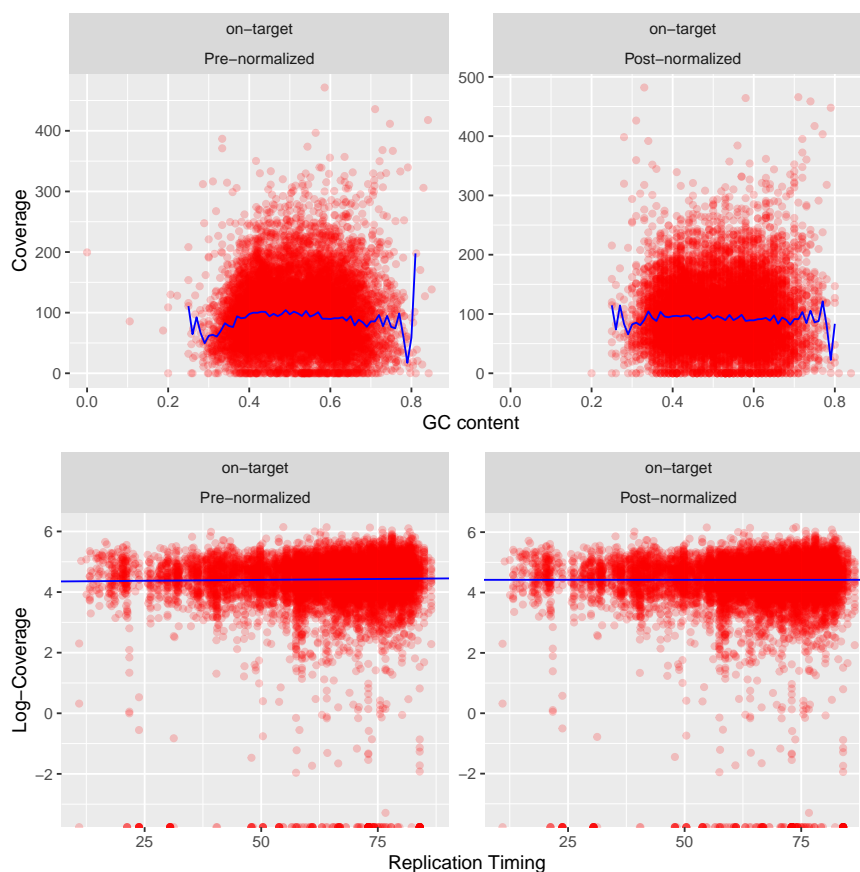 on−target
Pre−normalized
on−target
Post−normalized
Coverage
400
300
200
100
0
500
400
300
200
100
0
0.0 0.2 0.4 0.6 0.8
0.0 0.2 0.4 0.6 0.8
GC content
on−target
Pre−normalized
on−target
Post−normalized
Log−Coverage
6
4
2
0
−2
6
4
2
0
−2
25 50 75
25 50 75
Replication Timing